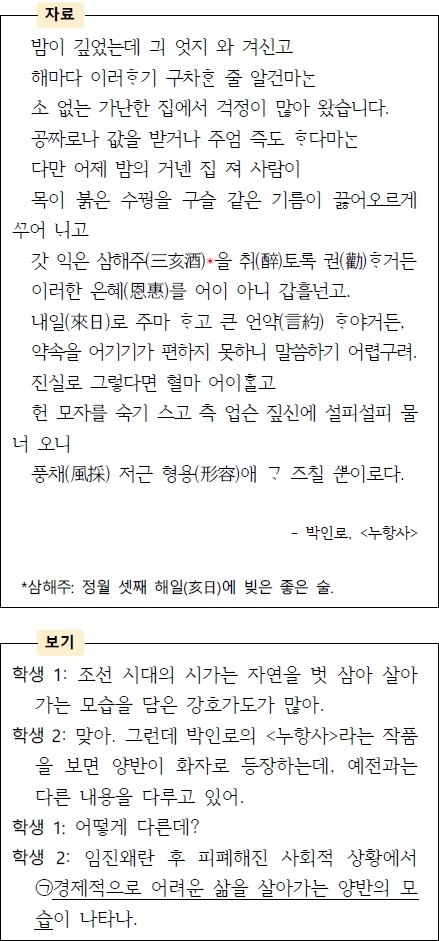 자료
밤이 깊었는데 긔 엇지 와 겨신고
해마다 이러ᄒᆞ기 구차ᄒᆞᆫ 줄 알건마ᄂᆞᆫ
소 없는 가난한 집에서 걱정이 많아 왔습니다.
공짜로나 값을 받거나 주엄 즉도 ᄒᆞ다마ᄂᆞᆫ
다만 어제 밤의 거넨 집 져 사람이
목이 붉은 수꿩을 구슬 같은 기름이 끓어오르게
ᄭᅮ어 ᄂᆡ고
갓 익은 삼해주(三亥酒)*을 취(醉)토록 권(勸)ᄒᆞ거든
이러한 은혜(恩惠)를 어이 아니 갑흘넌고.
내일(來日)로 주마 ᄒᆞ고 큰 언약(言約) ᄒᆞ야거든,
약속을 어기기가 편하지 못하니 말씀하기 어렵구려.
진실로 그렇다면 혈마 어이ᄒᆞᆯ고
헌 모자를 숙기 스고 측 업슨 짚신에 설피설피 물
너 오니
풍채(風採) 저근 형용(形容)애 ᄀᆡ 즈칠 ᄲᅮᆫ이로다.
- 박인로, <누항사>
*삼해주: 정월 셋째 해일(亥日)에 빚은 좋은 술.
보기
학생 1: 조선 시대의 시가는 자연을 벗 삼아 살아
가는 모습을 담은 강호가도가 많아.
학생 2: 맞아. 그런데 박인로의 <누항사>라는 작품
을 보면 양반이 화자로 등장하는데, 예전과는
다른 내용을 다루고 있어.
학생 1: 어떻게 다른데?
학생 2: 임진왜란 후 피폐해진 사회적 상황에서
㉠경제적으로 어려운 삶을 살아가는 양반의 모
습이 나타나.